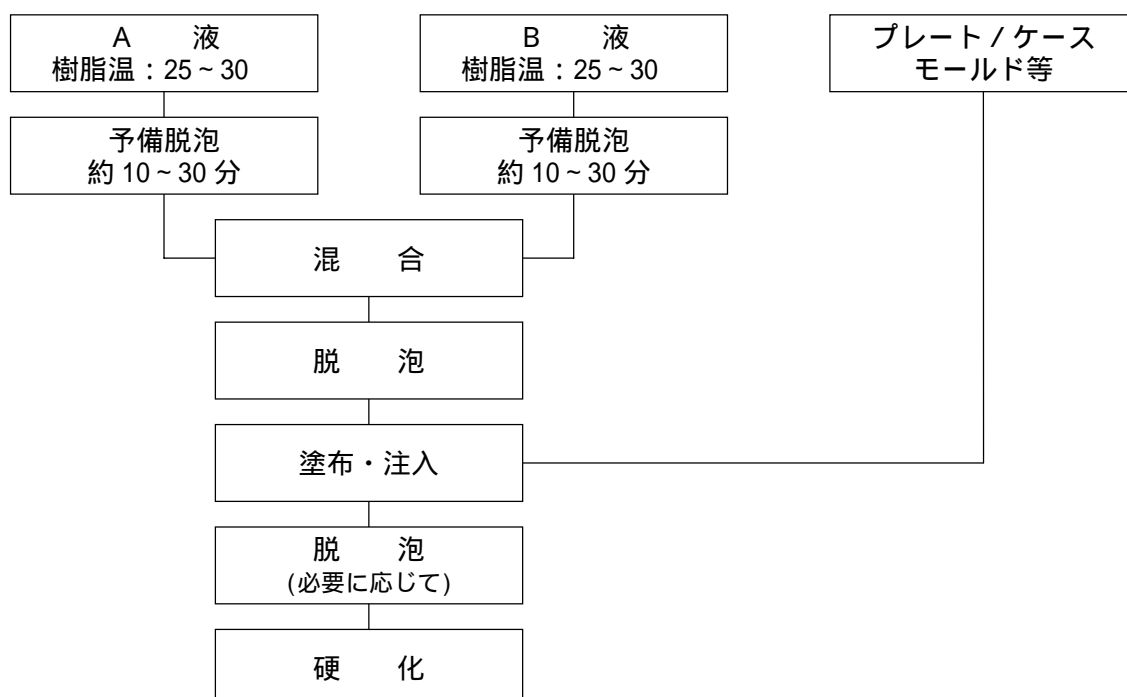 A 液
樹脂温：25～30
B 液
樹脂温：25～30
プレート / ケース
モールド等
予備脱泡
約 10～30 分
予備脱泡
約 10～30 分
混 合
脱 泡
塗布・注入
脱 泡
(必要に応じて)
硬 化